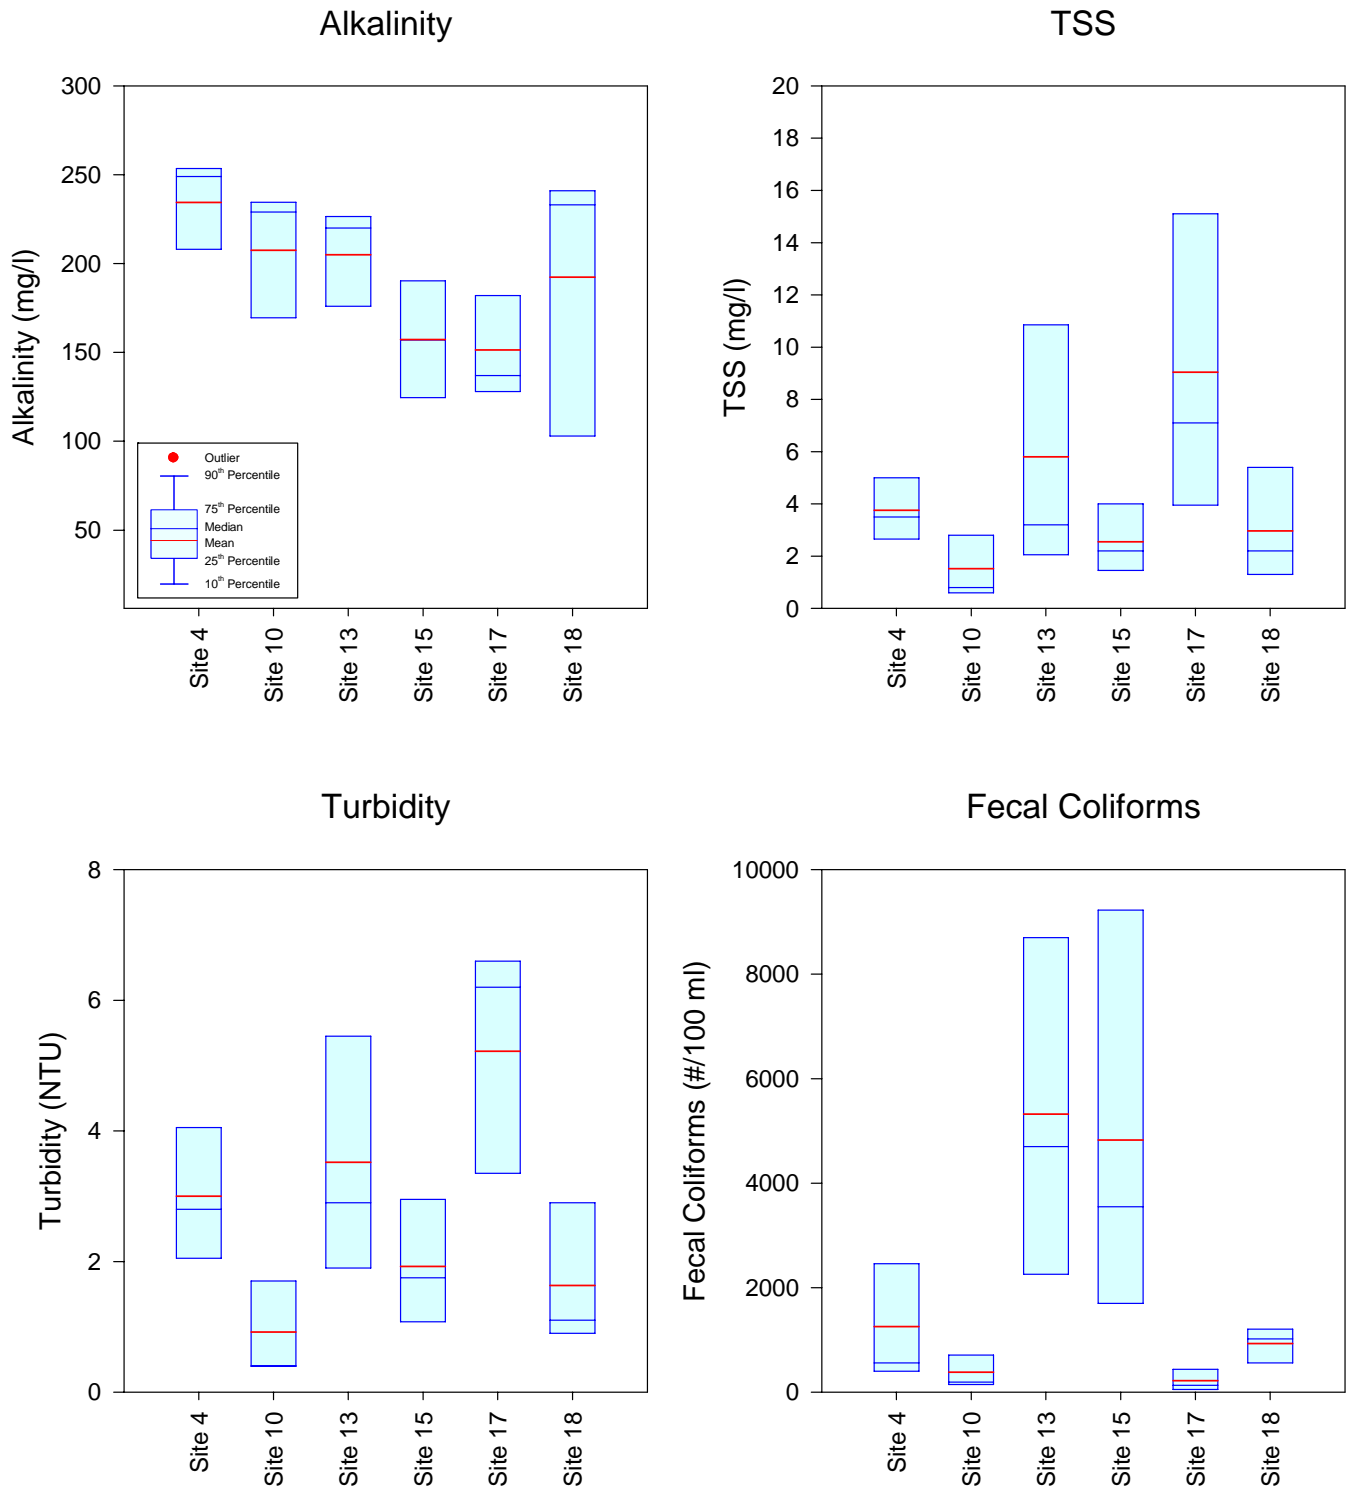 Alkalinity
Alkalinity (mg/l)
300
250
200
150
100
50
Outlier
90th Percentile
75th Percentile
Median
Mean
25th Percentile
10th Percentile
Site 4
Site 10
Site 13
Site 15
Site 17
Site 18
TSS
TSS (mg/l)
20
18
16
14
12
10
8
6
4
2
0
Site 4
Site 10
Site 13
Site 15
Site 17
Site 18
Turbidity
Turbidity (NTU)
8
6
4
2
0
Site 4
Site 10
Site 13
Site 15
Site 17
Site 18
Fecal Coliforms
Fecal Coliforms (#/100 ml)
10000
8000
6000
4000
2000
0
Site 4
Site 10
Site 13
Site 15
Site 17
Site 18